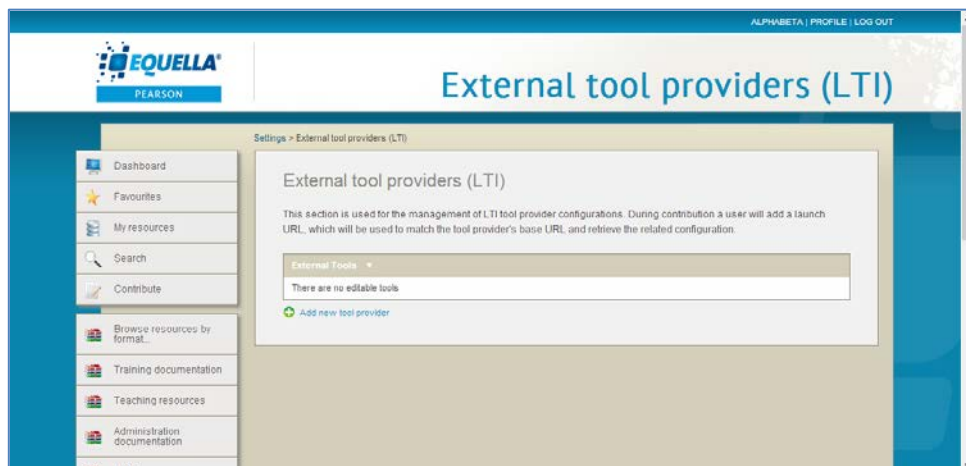 ALPHABETA | PROFILE | LOG OUT
EQUELLA®
PEARSON
External tool providers (LTI)
Settings > External tool providers (LTI)
Dashboard
Favourites
My resources
Search
Contribute
Browse resources by
format...
Training documentation
Teaching resources
Administration
documentation
External tool providers (LTI)
This section is used for the management of LTI tool provider configurations. During contribution a user will add a launch
URL, which will be used to match the tool provider's base URL and retrieve the related configuration.
External Tools
There are no editable tools
Add new tool provider